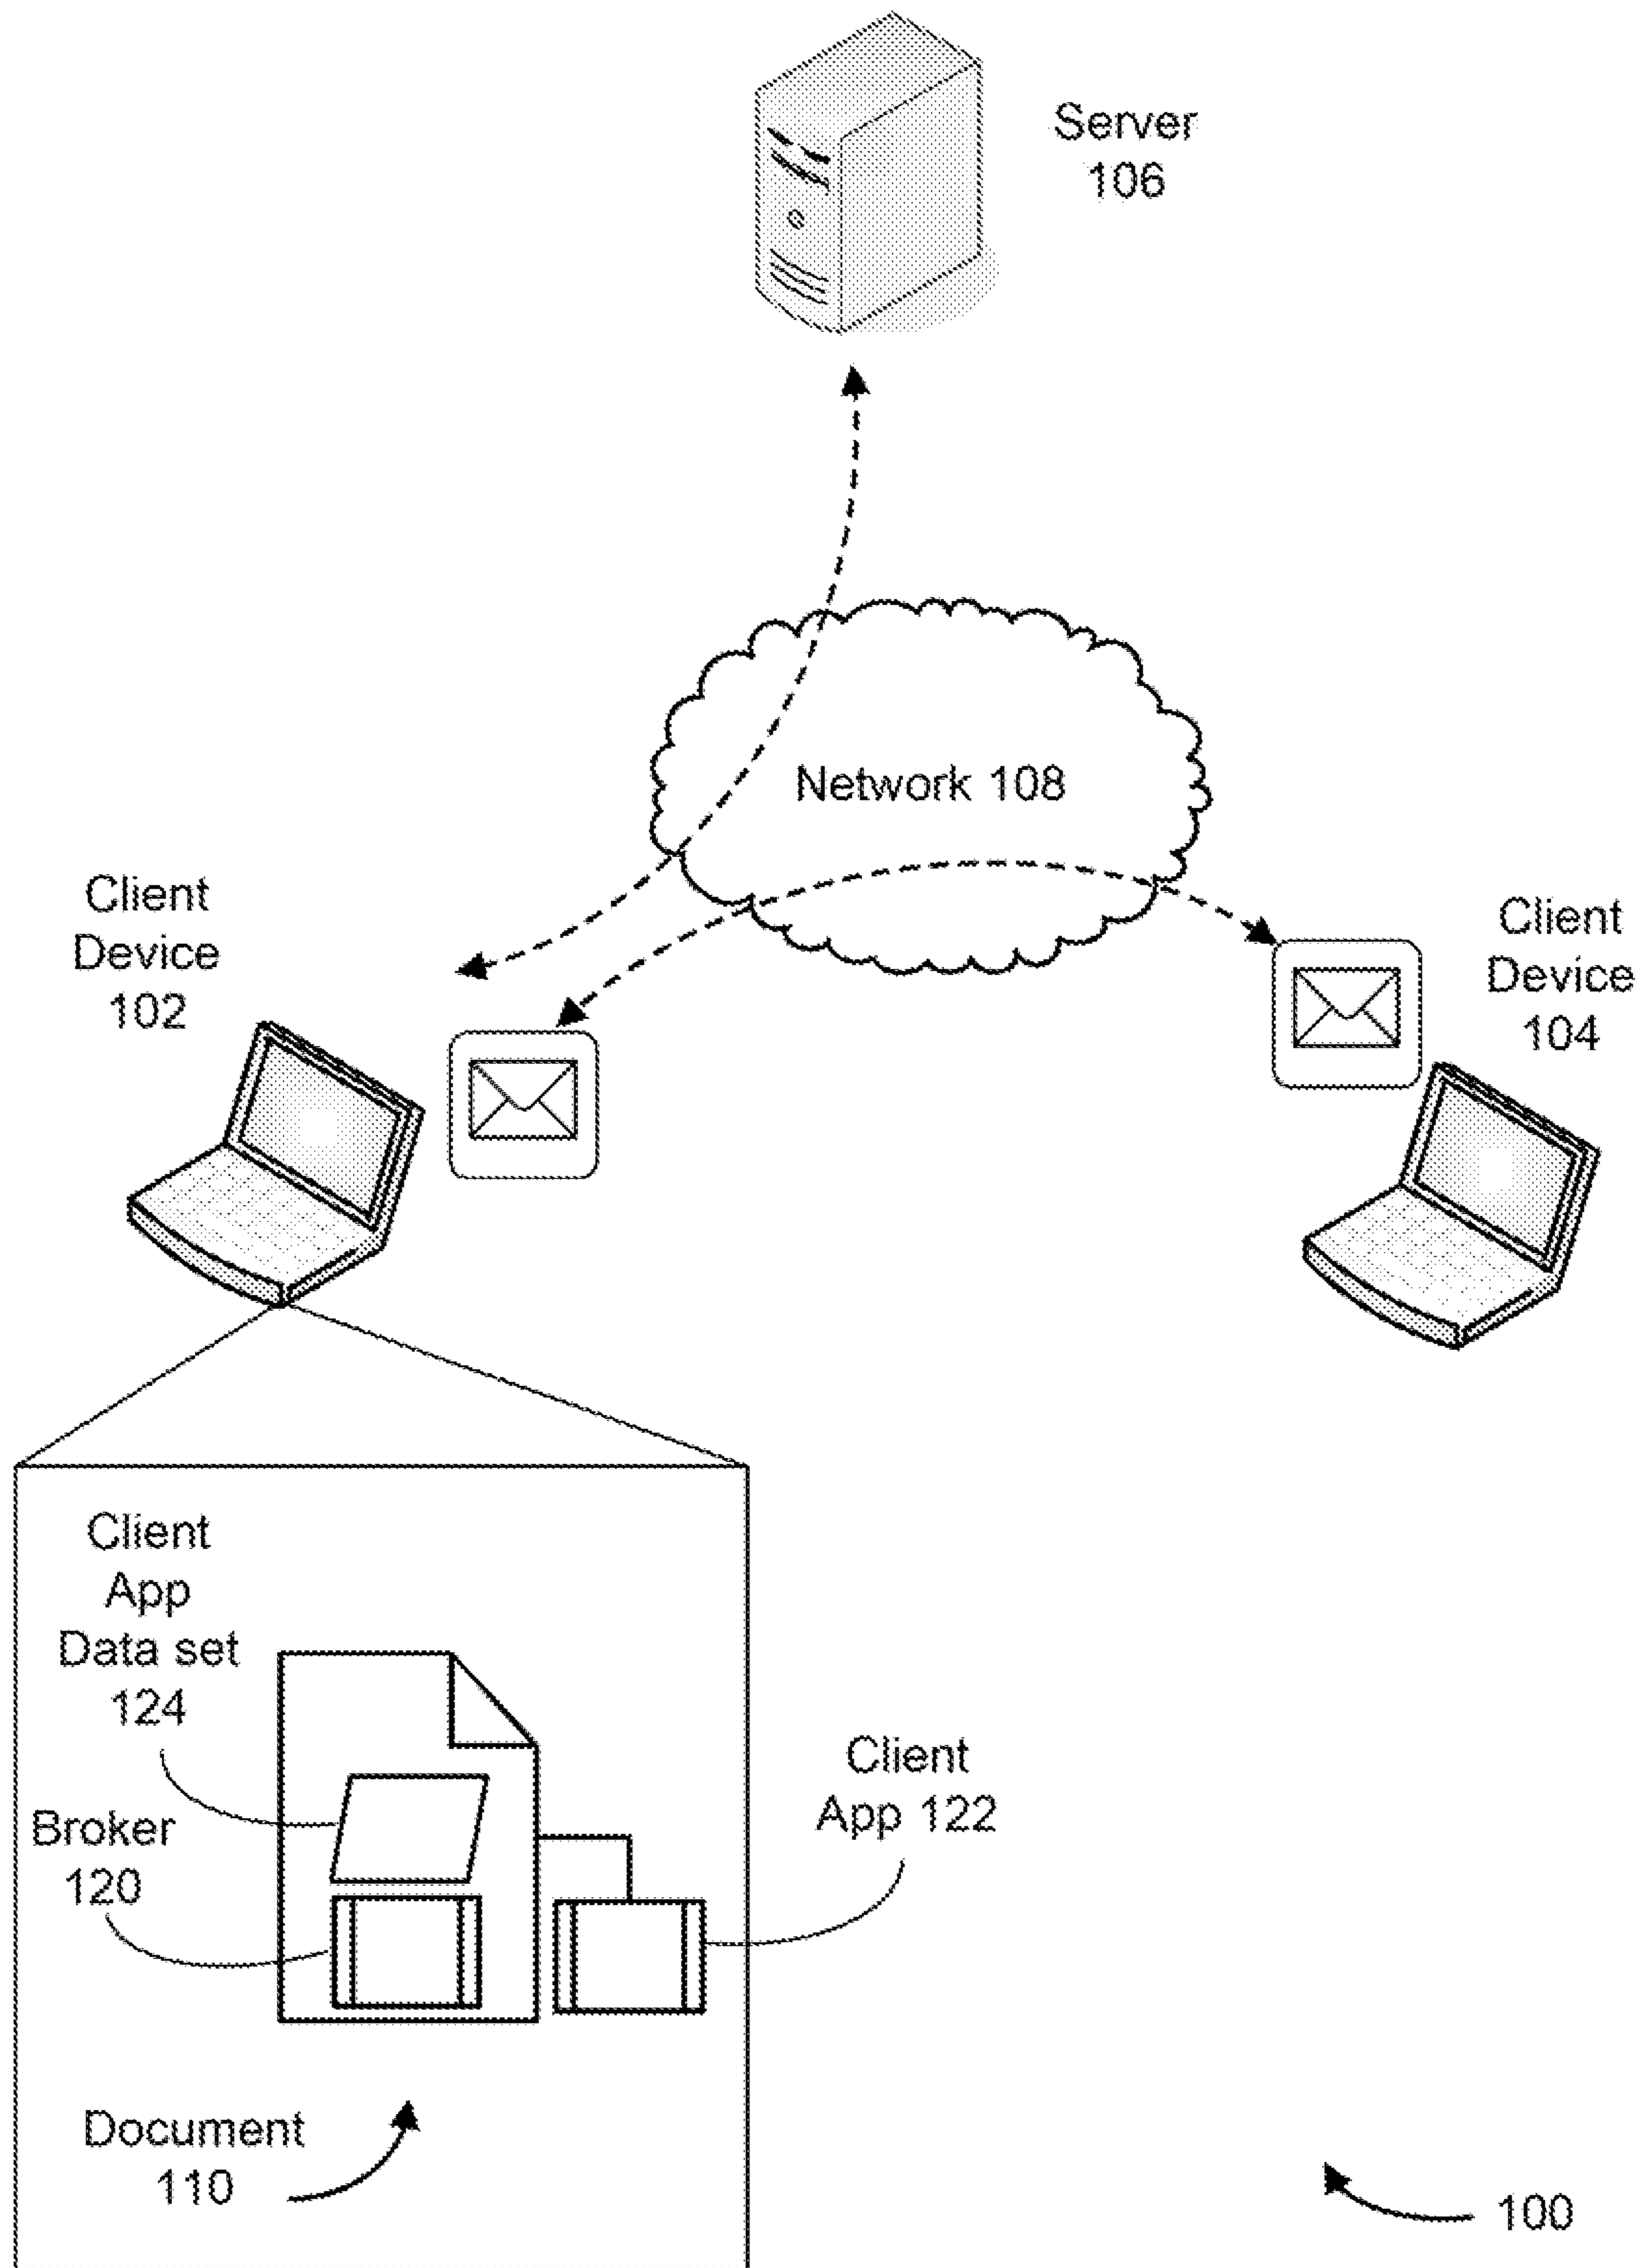 Server
106
Network 108
Client
Device
102
Client
Device
104
Client
App
Data set
124
Broker
120
Client
App 122
Document
110
100